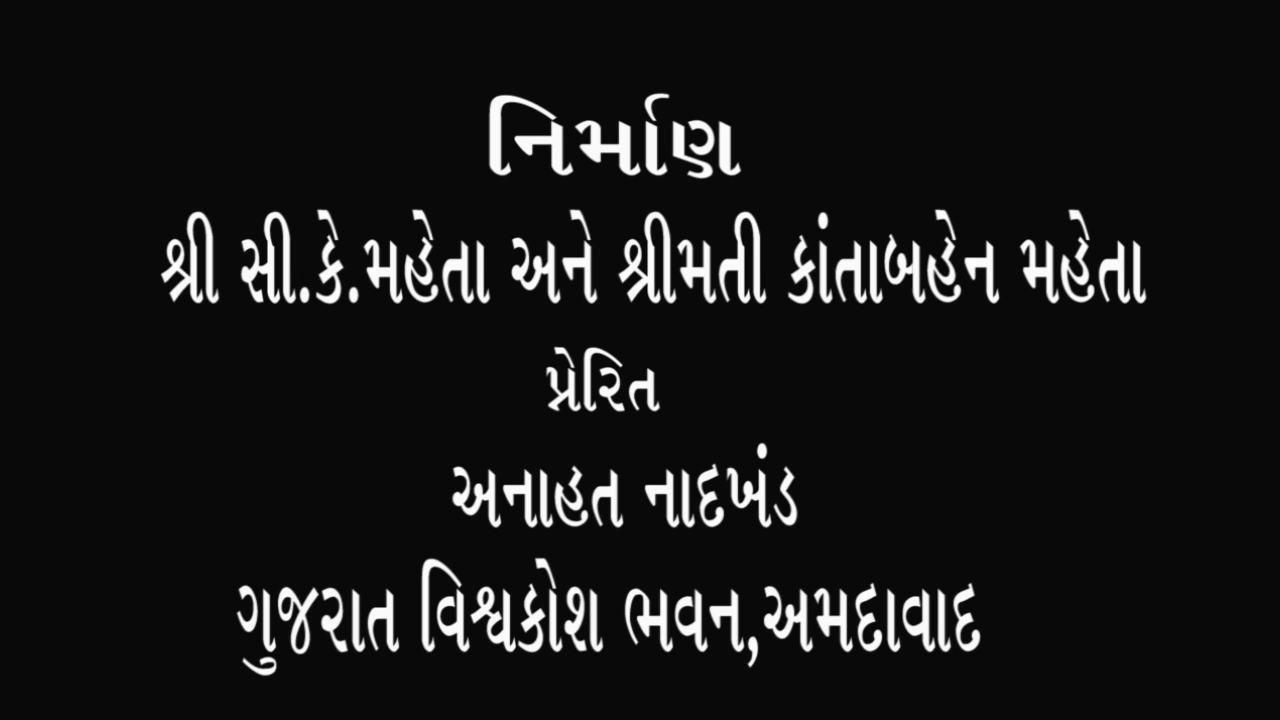 નિર્માણ
શ્રી સી.કે.મહેતા અને શ્રીમતી કાંતાબહેન મહેતા
પ્રેરિત
અનાહત નાદખંડ
ગુજરાત વિશ્વકોશ ભવન,અમદાવાદ